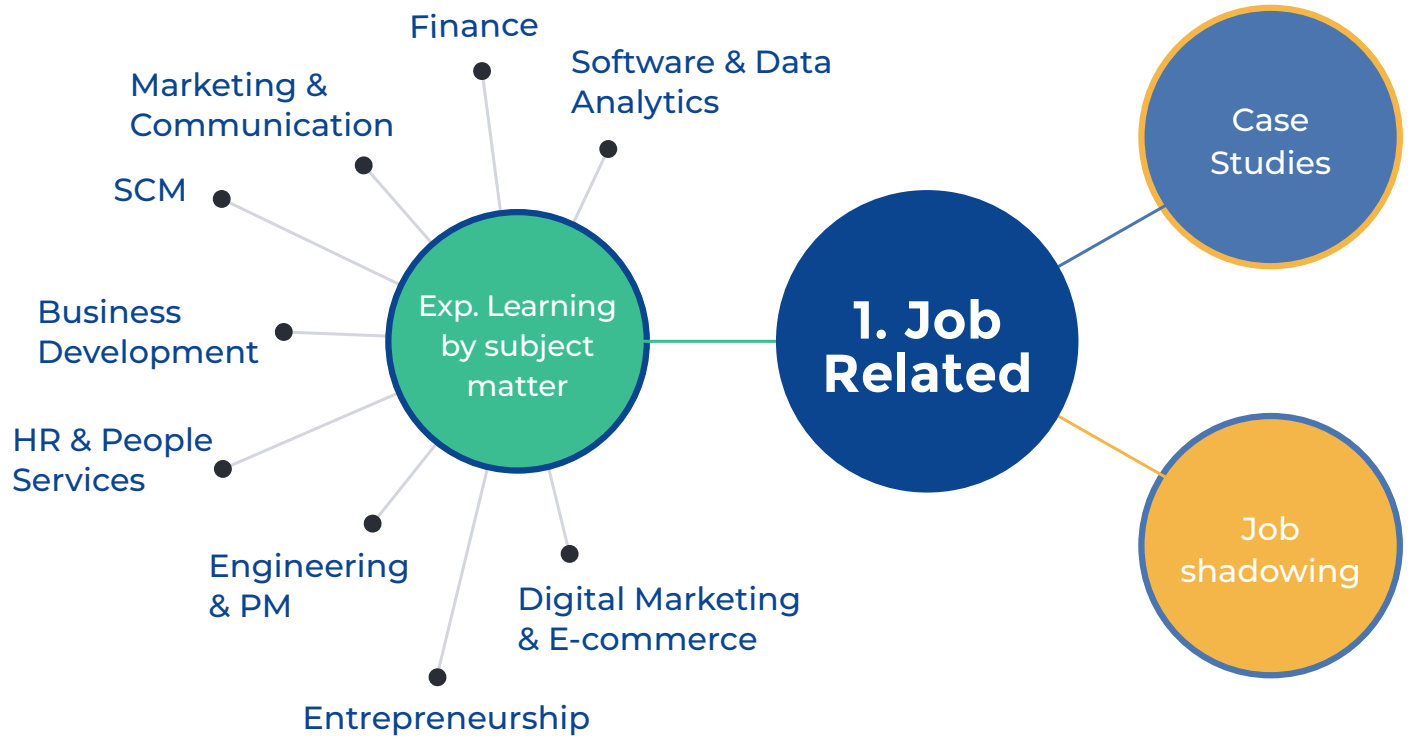 Finance
Software & Data
Analytics
Marketing &
Communication
SCM
Business
Development
HR & People
Services
Engineering
& PM
Entrepreneurship
Digital Marketing
& E-commerce
Exp. Learning
by subject
matter
1. Job
Related
Case
Studies
Job
shadowing